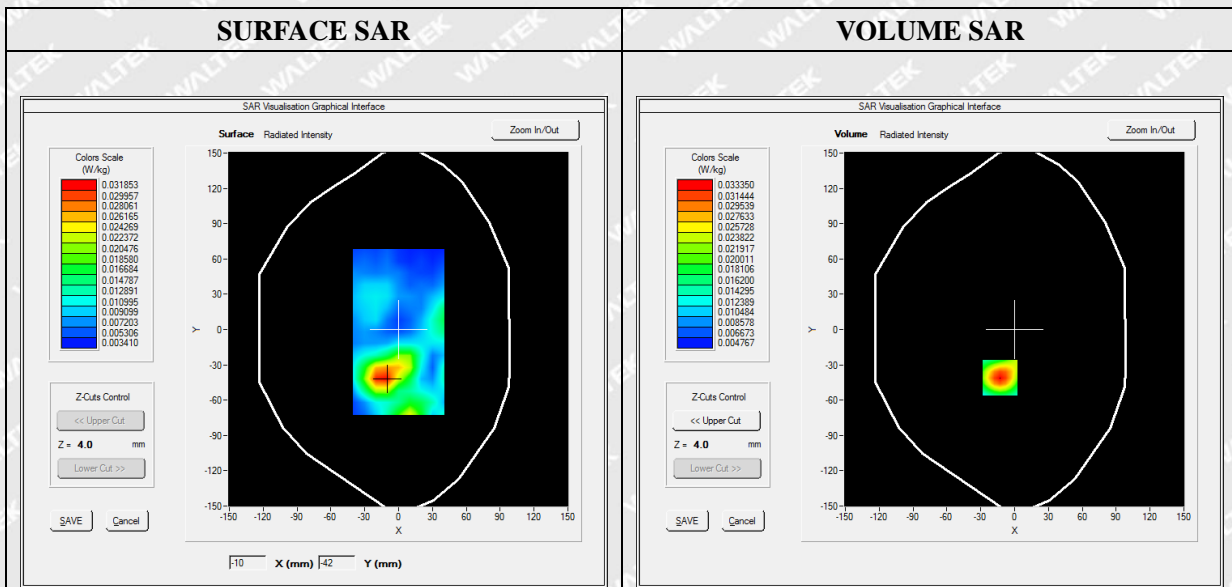 SURFACE SAR
VOLUME SAR
SAR Visualisation Graphical Interface
Surface Radiated Intensity
Zoom In/Out
Colors Scale
(W/kg)
0.031853
0.029957
0.028061
0.026165
0.024269
0.022372
0.020476
0.018580
0.016684
0.014787
0.012891
0.010995
0.009099
0.007203
0.005306
0.003410
Z-Cuts Control
<< Upper Cut
Z = 4.0 mm
Lower Cut >>
SAVE
Cancel
150
120
90
60
30
0
-30
-60
-90
-120
-150
Y
-150 -120 -90 -60 -30 0 30 60 90 120 150
X
-10 X (mm) -42 Y (mm)
SAR Visualisation Graphical Interface
Volume Radiated Intensity
Zoom In/Out
Colors Scale
(W/kg)
0.033350
0.031444
0.029539
0.027633
0.025728
0.023822
0.021917
0.020011
0.018106
0.016200
0.014295
0.012389
0.010484
0.008578
0.006673
0.004767
Z-Cuts Control
<< Upper Cut
Z = 4.0 mm
Lower Cut >>
SAVE
Cancel
150
120
90
60
30
0
-30
-60
-90
-120
-150
Y
-150 -120 -90 -60 -30 0 30 60 90 120 150
X
WALTEK